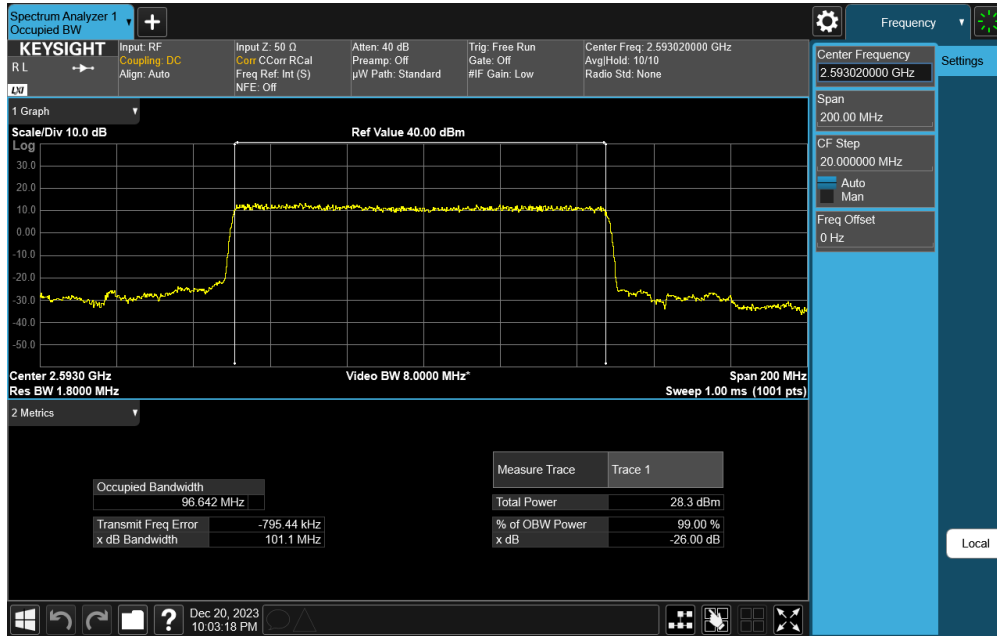 Spectrum Analyzer 1
Occupied BW
Frequency
KEYSIGHT
R L
LXI
Input: RF
Coupling: DC
Align: Auto
Input Z: 50 Ω
Corr CCorr RCal
Freq Ref: Int (S)
NFE: Off
Atten: 40 dB
Preamp: Off
µW Path: Standard
Trig: Free Run
Gate: Off
#IF Gain: Low
Center Freq: 2.593020000 GHz
Avg|Hold: 10/10
Radio Std: None
Center Frequency
2.593020000 GHz
Settings
Span
200.00 MHz
CF Step
20.000000 MHz
Auto
Man
Freq Offset
0 Hz
Local
1 Graph
Scale/Div 10.0 dB
Ref Value 40.00 dBm
Log
30.0
20.0
10.0
0.00
-10.0
-20.0
-30.0
-40.0
-50.0
Center 2.5930 GHz
Video BW 8.0000 MHz*
Span 200 MHz
Res BW 1.8000 MHz
Sweep 1.00 ms (1001 pts)
2 Metrics
Measure Trace Trace 1
Occupied Bandwidth
96.642 MHz
Total Power 28.3 dBm
Transmit Freq Error -795.44 kHz
% of OBW Power 99.00 %
x dB Bandwidth 101.1 MHz
x dB -26.00 dB
Dec 20, 2023
10:03:18 PM